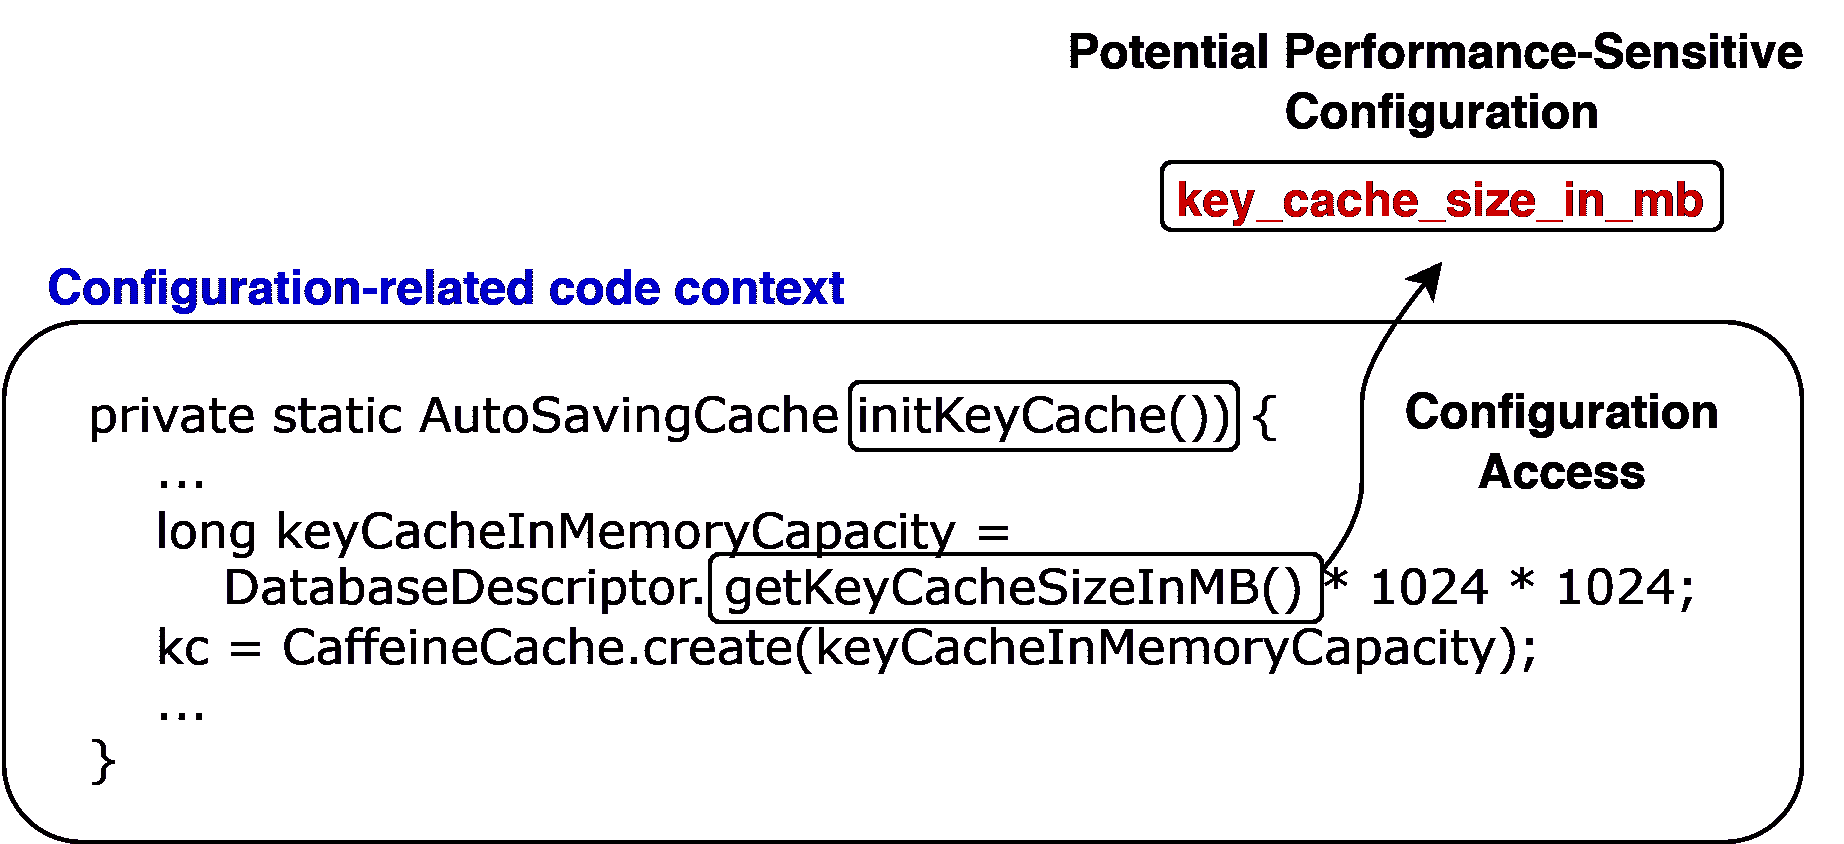 Potential Performance-Sensitive
Configuration
key_cache_size_in_mb
Configuration-related code context
private static AutoSavingCache initKeyCache()) {
...
Configuration
Access
long keyCacheInMemoryCapacity =
DatabaseDescriptor. getKeyCacheSizeInMB() * 1024 * 1024;
kc = CaffeineCache.create(keyCacheInMemoryCapacity);
...
}